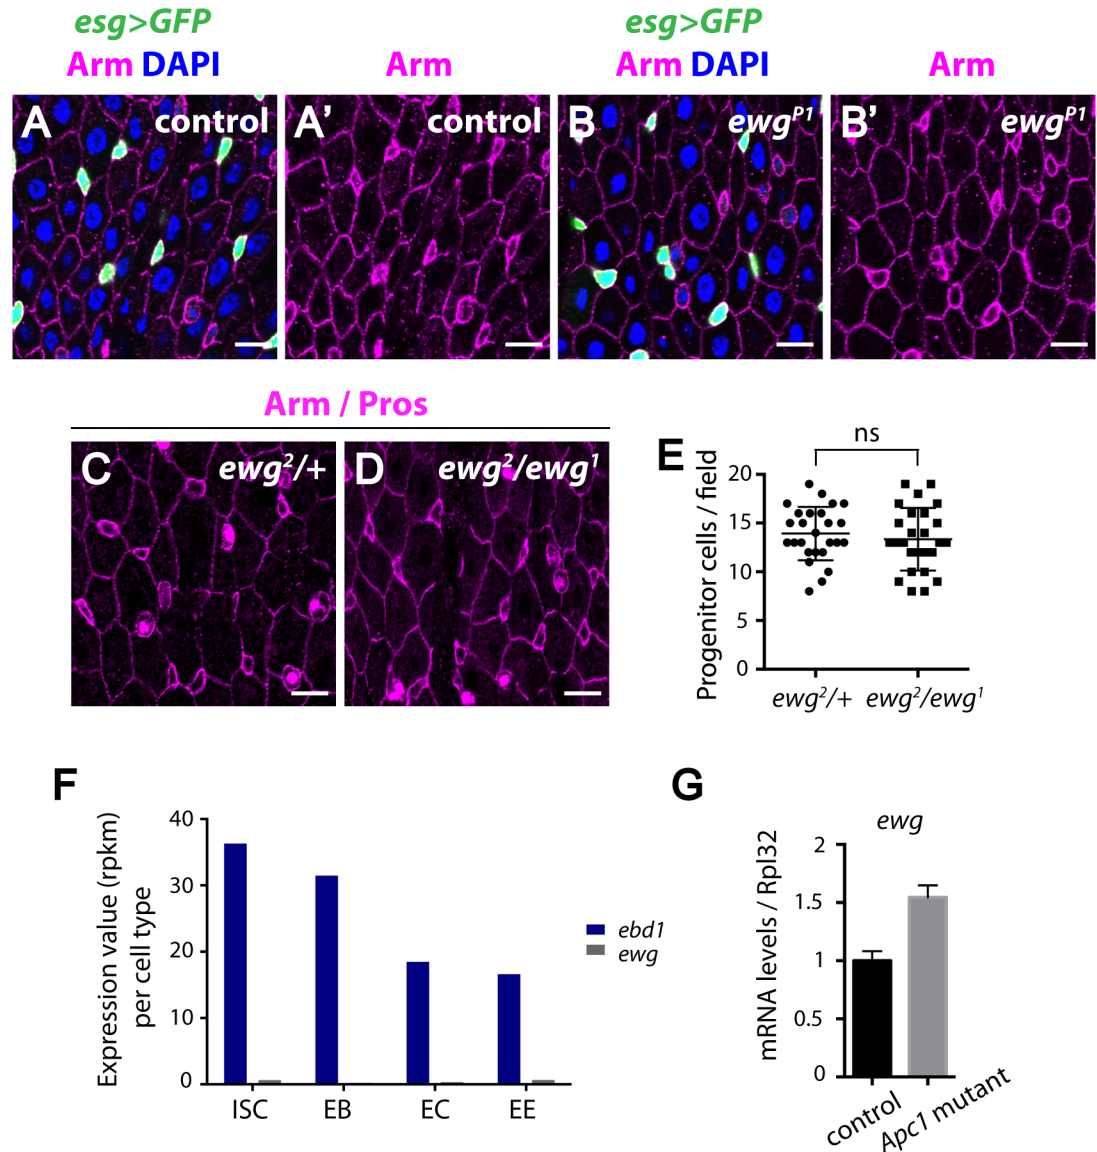 esg>GFP
Arm DAPI
Arm
esg>GFP
Arm DAPI
Arm
A
control
A'
control
B
ewgP1
B'
ewgP1
Arm / Pros
C
ewg2/+
D
ewg2/ewg1
E
ns
Progenitor cells / field
20
15
10
5
0
ewg2/+
ewg2/ewg1
F
Expression value (rpkm)
per cell type
40
30
20
10
0
ISC
EB
EC
EE
ebd1
ewg
G
ewg
mRNA levels / Rpl32
2
1.5
1
0.5
0
control
Apc1 mutant